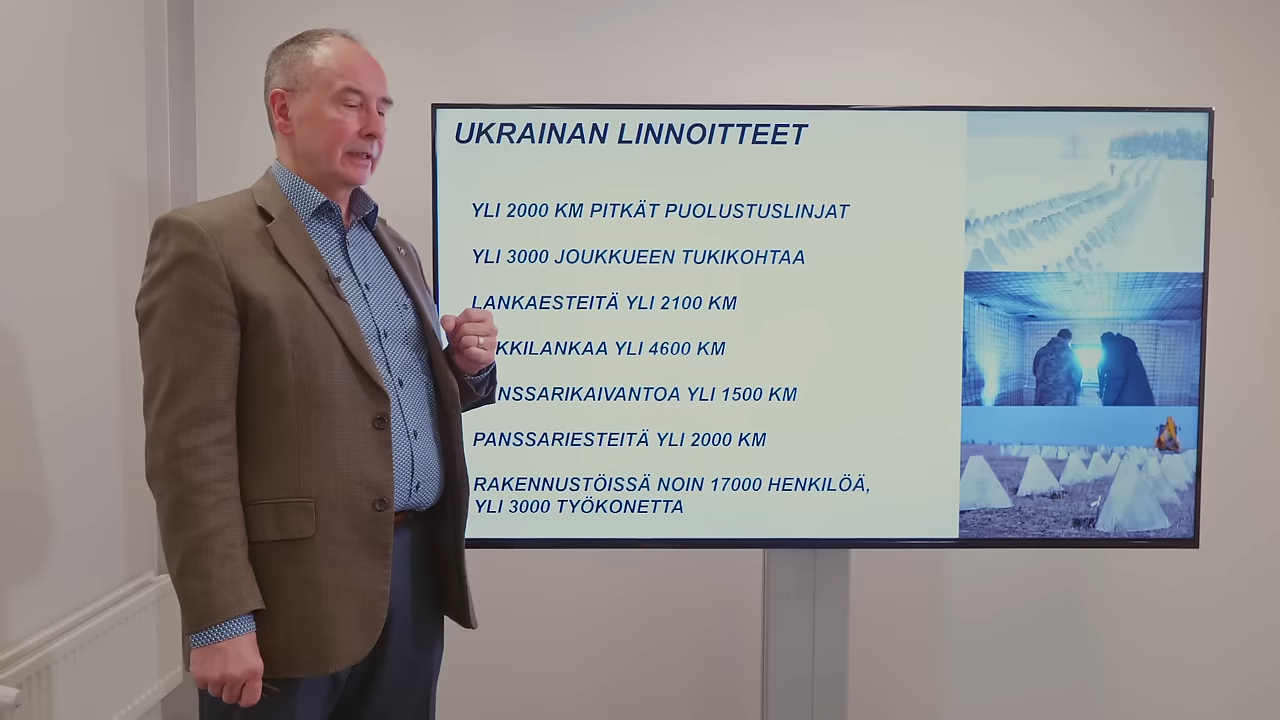 UKRAINAN LINNOITTEET
YLI 2000 KM PITKÄT PUOLUSTUSLINJAT
YLI 3000 JOUKKUEEN TUKIKOHTAA
LANKAESTEITÄ YLI 2100 KM
YLI 4600 KM
YLI 1500 KM
PANSSARIESTEITÄ YLI 2000 KM
RAKENNUSTÖISSÄ NOIN 17000 HENKILÖÄ,
YLI 3000 TYÖKONETTA